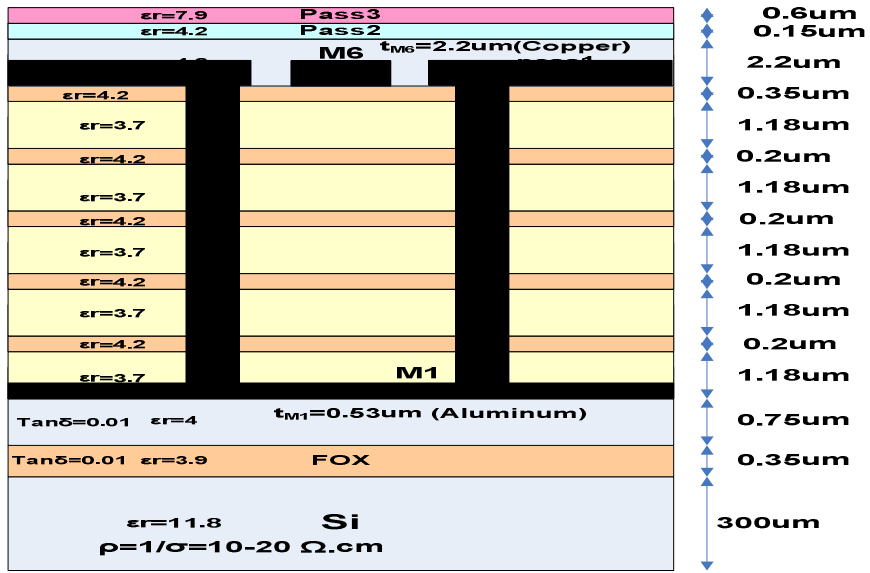 εr=7.9 Pass3 0.6um
εr=4.2 Pass2 0.15um
M6 tM6=2.2um(Copper) 2.2um
εr=4.2 0.35um
εr=3.7 1.18um
εr=4.2 0.2um
εr=3.7 1.18um
εr=4.2 0.2um
εr=3.7 1.18um
εr=4.2 0.2um
εr=3.7 1.18um
εr=4.2 0.2um
εr=3.7 M1 1.18um
Tanδ=0.01 εr=4 tM1=0.53um (Aluminum) 0.75um
Tanδ=0.01 εr=3.9 FOX 0.35um
εr=11.8 Si 300um
ρ=1/σ=10-20 Ω.cm